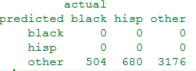 actual
predicted black hisp other
black 0 0 0
hisp 0 0 0
other 504 680 3176